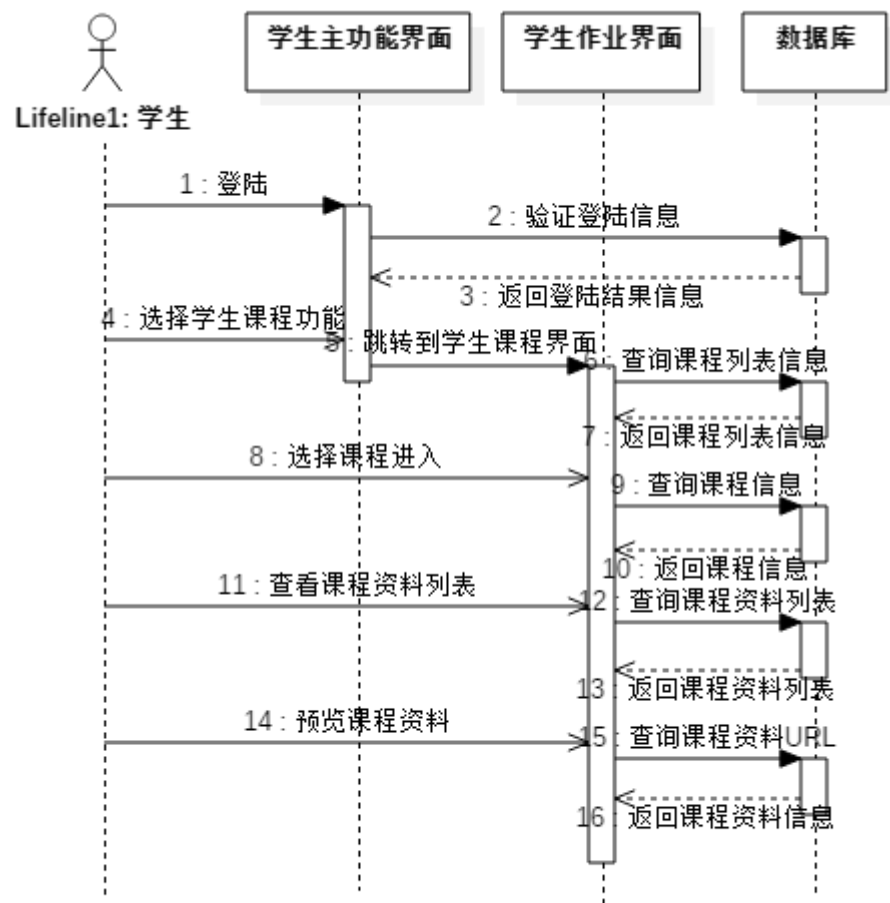 学生主功能界面
学生作业界面
数据库
Lifeline1: 学生
1 : 登陆
2 : 验证登陆信息
3 : 返回登陆结果信息
4 : 选择学生课程功能
5 : 跳转到学生课程界面
6 : 查询课程列表信息
7 : 返回课程列表信息
8 : 选择课程进入
9 : 查询课程信息
10 : 返回课程信息
11 : 查看课程资料列表
12 : 查询课程资料列表
13 : 返回课程资料列表
14 : 预览课程资料
15 : 查询课程资料URL
16 : 返回课程资料信息